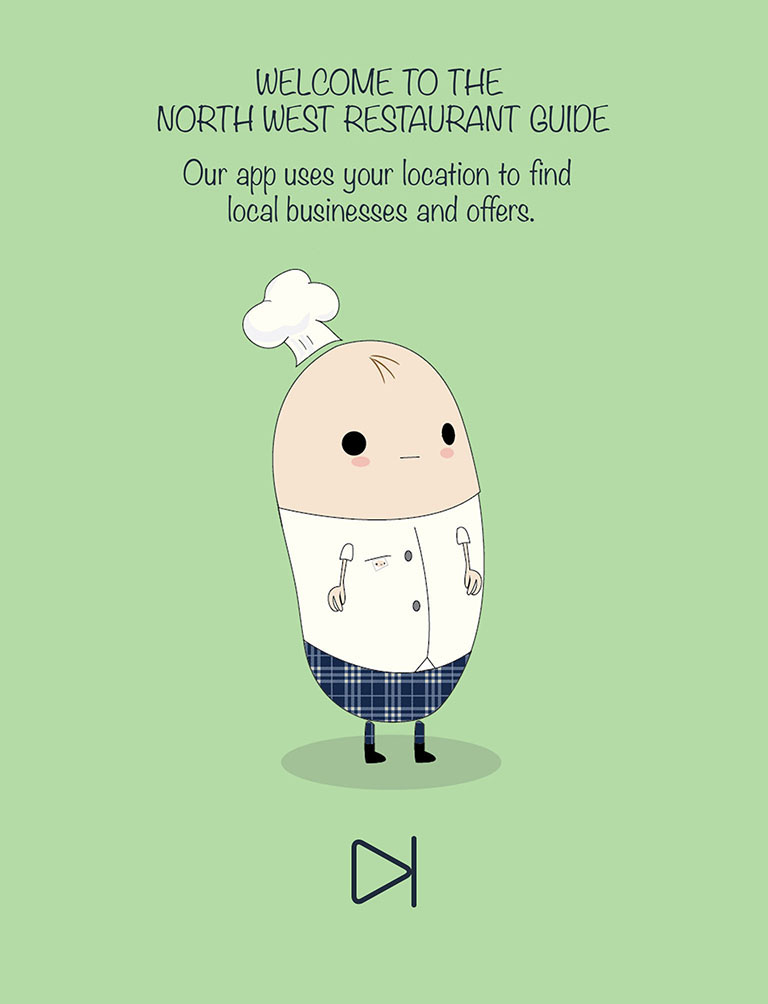 WELCOME TO THE
NORTH WEST RESTAURANT GUIDE
Our app uses your location to find
local businesses and offers.